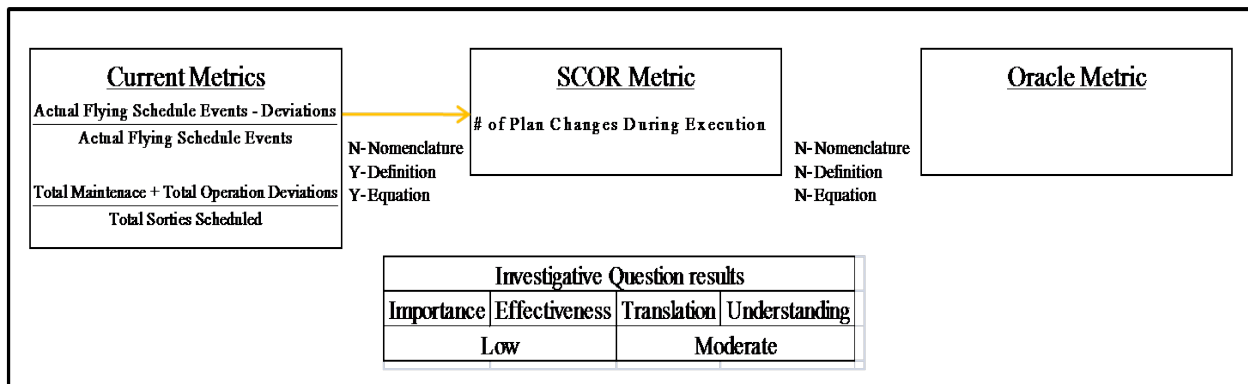 Current Metrics
Actual Flying Schedule Events - Deviations
Actual Flying Schedule Events
Total Maintenace + Total Operation Deviations
Total Sorties Scheduled
N-Nomenclature
Y-Definition
Y-Equation
SCOR Metric
# of Plan Changes During Execution
N-Nomenclature
N-Definition
N-Equation
Oracle Metric
Investigative Question results
Importance Effectiveness Translation Understanding
Low Moderate